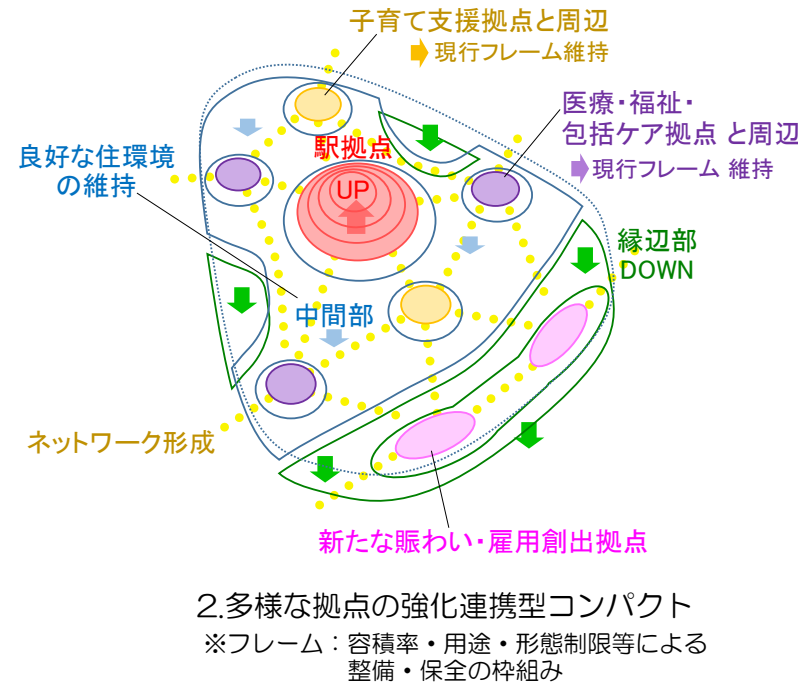 子育て支援拠点と周辺
現行フレーム維持
医療・福祉・
包括ケア拠点 と周辺
現行フレーム 維持
良好な住環境
の維持
駅拠点
UP
縁辺部
DOWN
中間部
ネットワーク形成
新たな賑わい・雇用創出拠点
2.多様な拠点の強化連携型コンパクト
※フレーム：容積率・用途・形態制限等による
整備・保全の枠組み